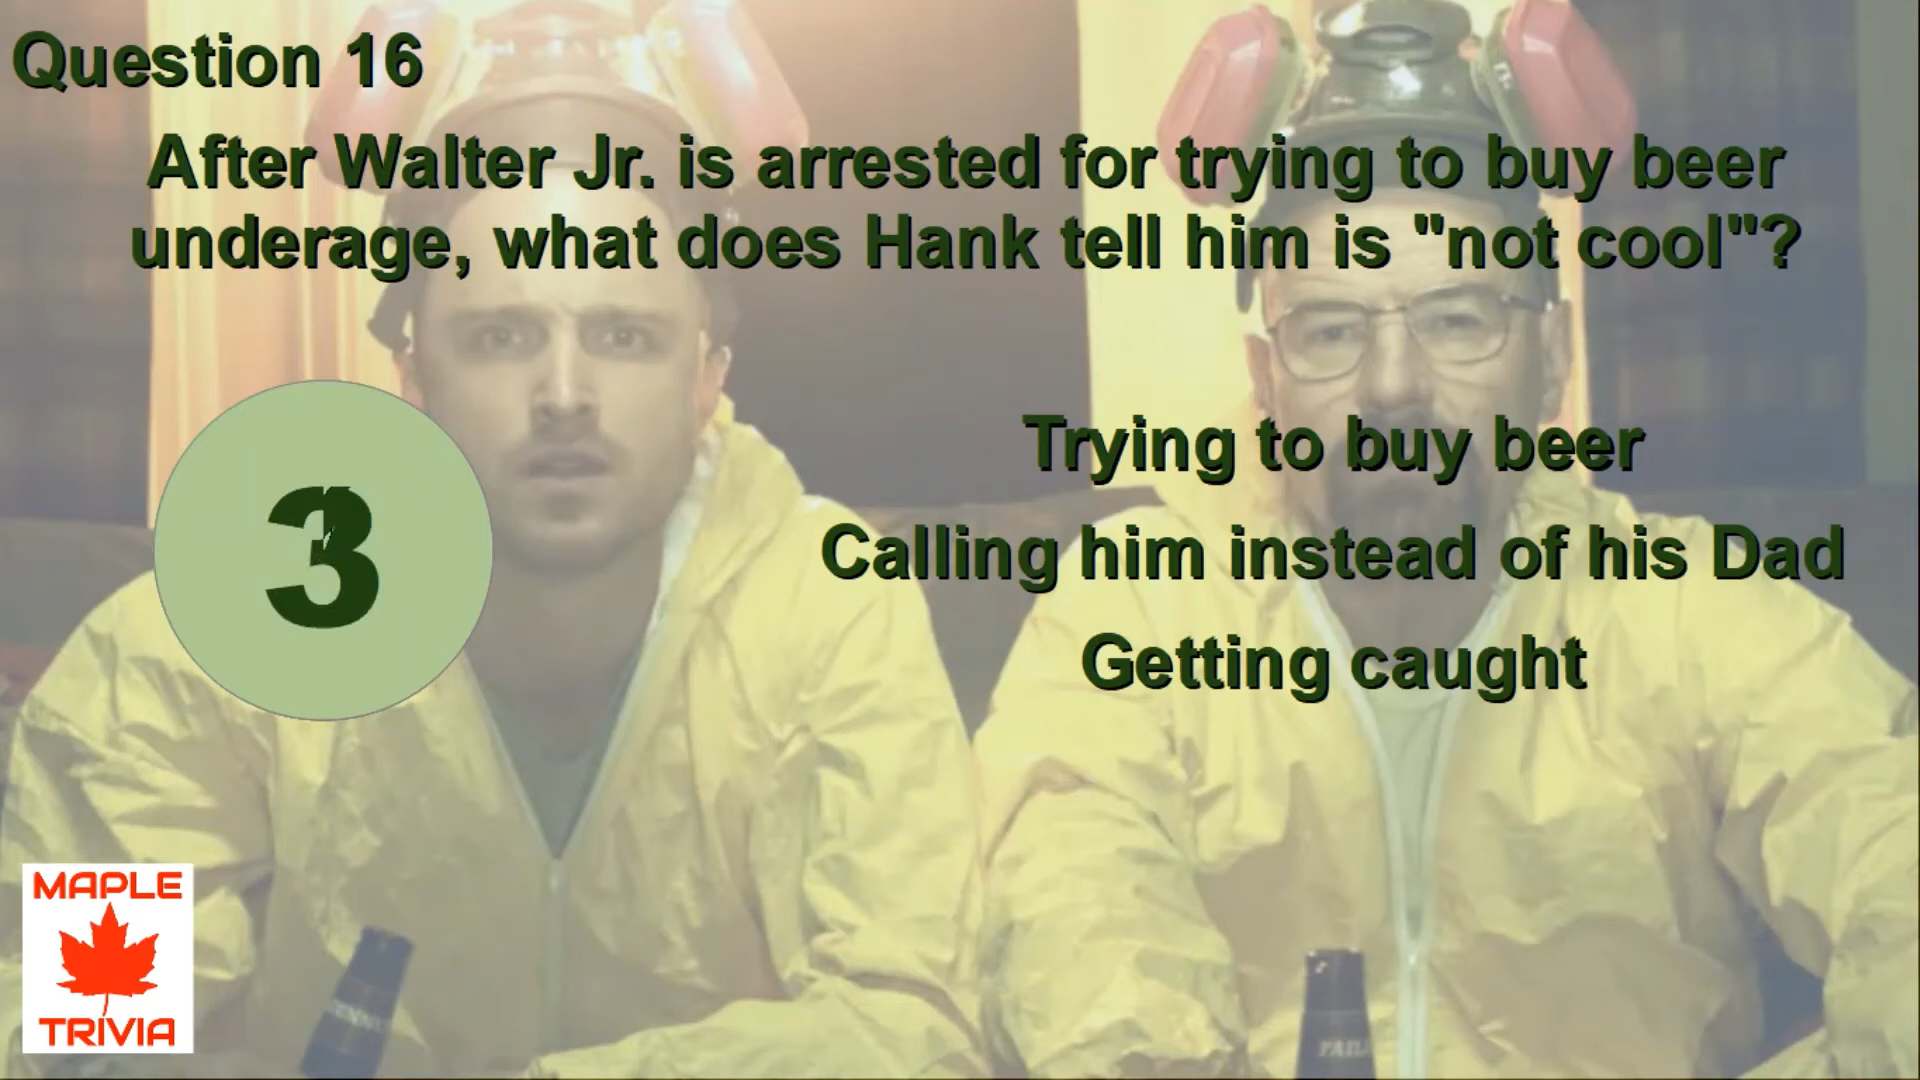 Question 16
After Walter Jr. is arrested for trying to buy beer
underage, what does Hank tell him is "not cool"?
Trying to buy beer
3
Calling him instead of his Dad
Getting caught
MAPLE
TRIVIA